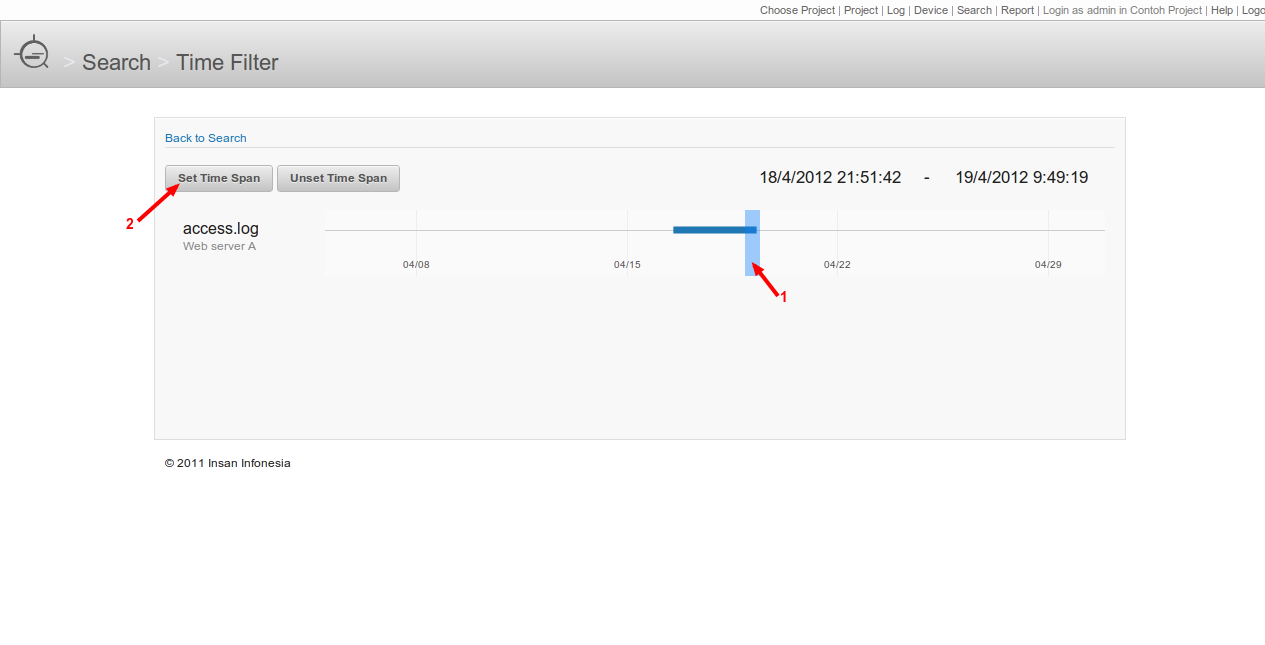 Choose Project | Project | Log | Device | Search | Report | Login as admin in Contoh Project | Help | Logo
> Search > Time Filter
Back to Search
Set Time Span Unset Time Span 18/4/2012 21:51:42 - 19/4/2012 9:49:19
2
access.log
Web server A
04/08 04/15 04/22 04/29
1
© 2011 Insan Infonesia